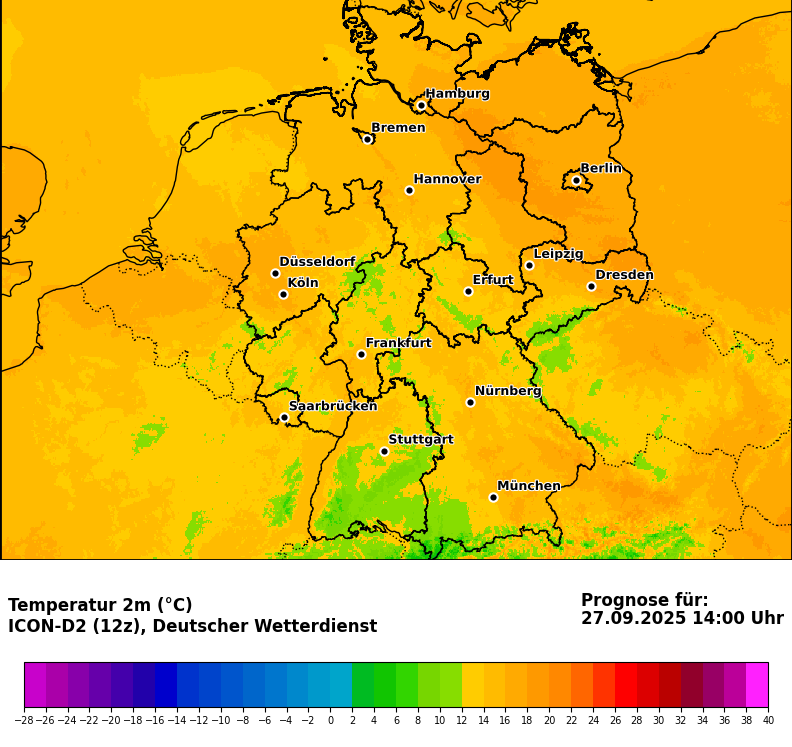 Hamburg
Bremen
Berlin
Hannover
Leipzig
Düsseldorf
Dresden
Erfurt
Köln
Frankfurt
Nürnberg
Saarbrücken
Stuttgart
München
Temperatur 2m (°C)
ICON-D2 (12z), Deutscher Wetterdienst
Prognose für:
27.09.2025 14:00 Uhr
−28 −26 −24 −22 −20 −18 −16 −14 −12 −10 −8 −6 −4 −2 0 2 4 6 8 10 12 14 16 18 20 22 24 26 28 30 32 34 36 38 40